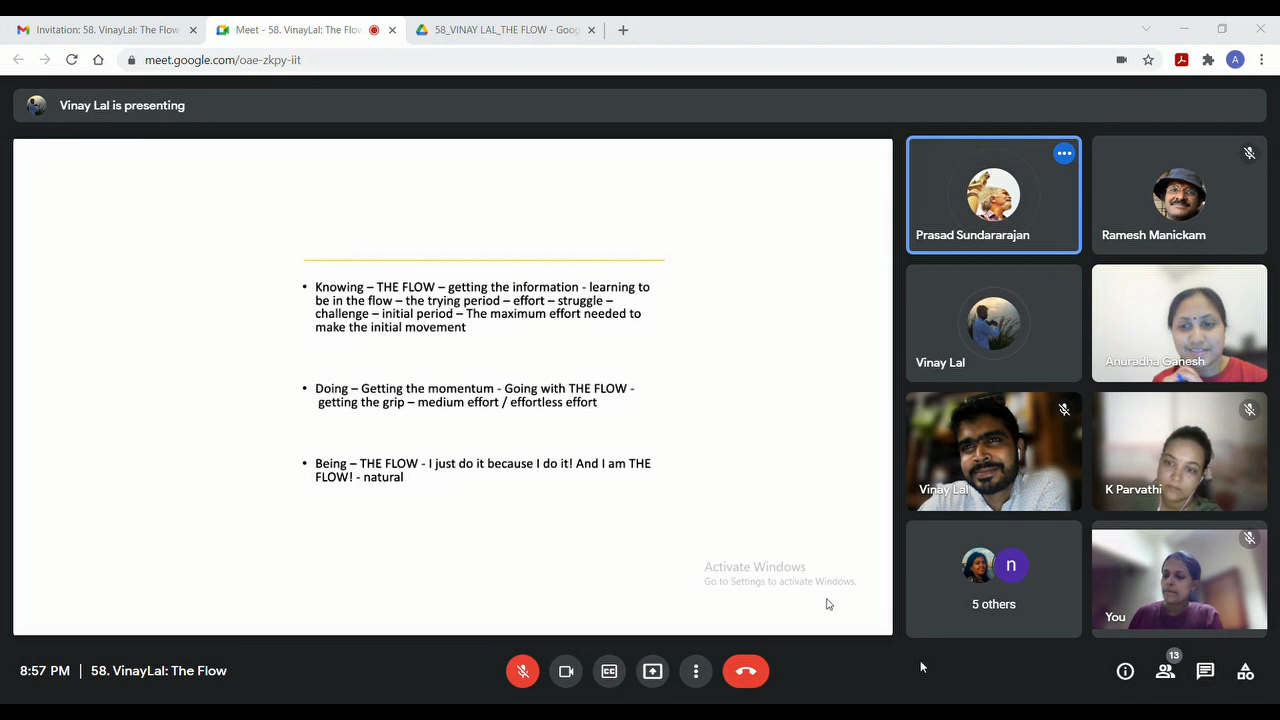 Invitation: 58. VinayLal: The Flow
Meet - 58. VinayLal: The Flow
58_VINAY LAL_THE FLOW - Goog
meet.google.com/oae-zkpy-iit
A
Vinay Lal is presenting
• Knowing – THE FLOW – getting the information - learning to
be in the flow – the trying period – effort – struggle –
challenge – initial period – The maximum effort needed to
make the initial movement
• Doing – Getting the momentum - Going with THE FLOW -
getting the grip – medium effort / effortless effort
• Being – THE FLOW - I just do it because I do it! And I am THE
FLOW! - natural
Activate Windows
Go to Settings to activate Windows.
Prasad Sundararajan
Ramesh Manickam
Vinay Lal
Anuradha Ganesh
Vinay Lal
K Parvathi
n
5 others
You
8:57 PM | 58. VinayLal: The Flow
CC
13